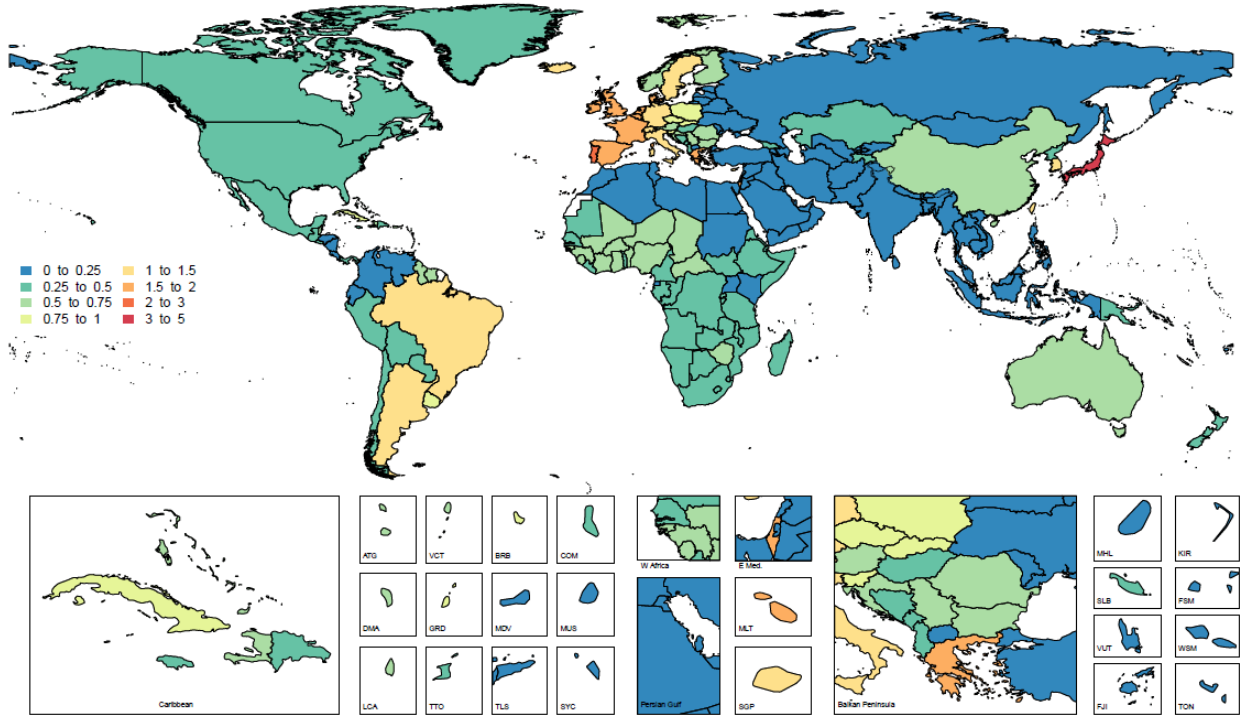 0 to 0.25
0.25 to 0.5
0.5 to 0.75
0.75 to 1
1 to 1.5
1.5 to 2
2 to 3
3 to 5
Caribbean
ATG
VCT
BRB
COM
DMA
GRD
MDV
MUS
LCA
TTO
TLS
SYC
W Africa
E Med.
Persian Gulf
MLT
SGP
Balkan Peninsula
MHL
KIR
SLB
FSM
VUT
WSM
FJI
TON